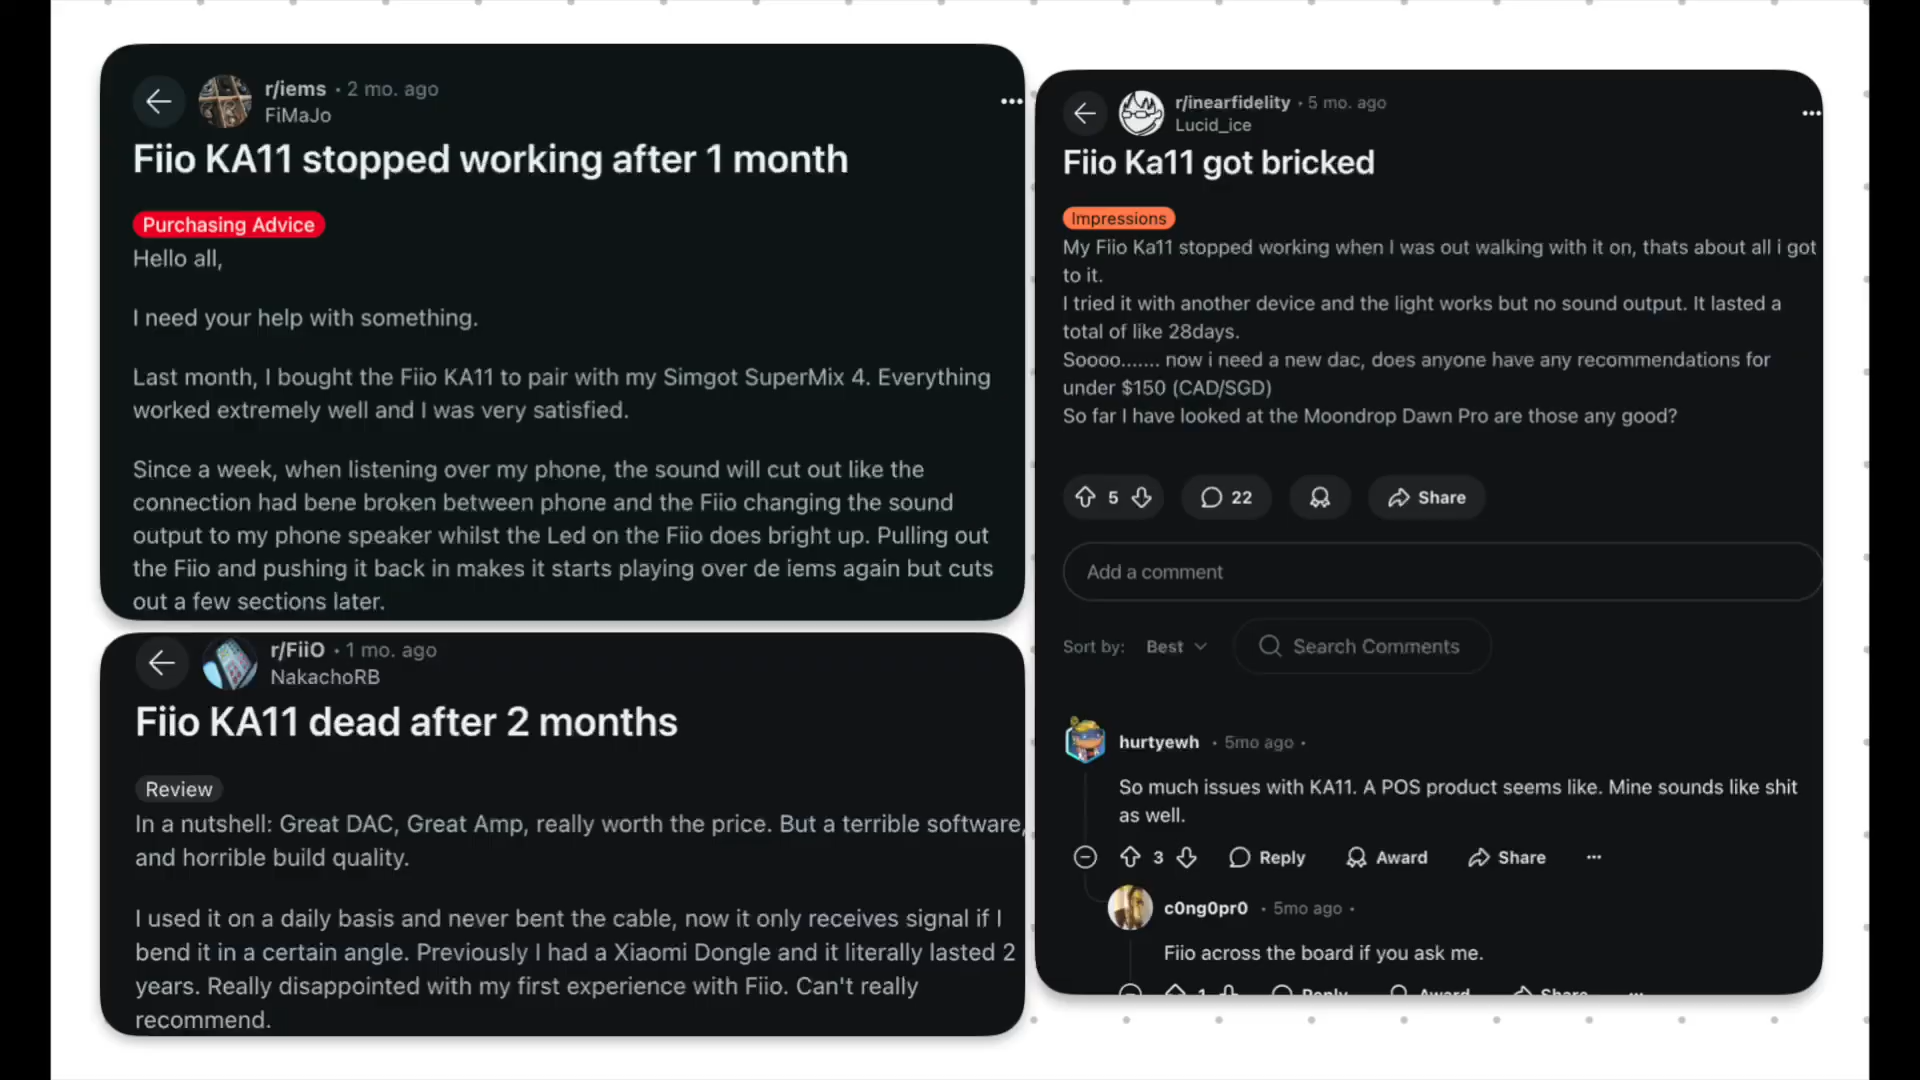 r/iems • 2 mo. ago
FiMaJo
Fiio KA11 stopped working after 1 month
Purchasing Advice
Hello all,
I need your help with something.
Last month, I bought the Fiio KA11 to pair with my Simgot SuperMix 4. Everything
worked extremely well and I was very satisfied.
Since a week, when listening over my phone, the sound will cut out like the
connection had bene broken between phone and the Fiio changing the sound
output to my phone speaker whilst the Led on the Fiio does bright up. Pulling out
the Fiio and pushing it back in makes it starts playing over de iems again but cuts
out a few sections later.
r/FiiO • 1 mo. ago
NakachoRB
Fiio KA11 dead after 2 months
Review
In a nutshell: Great DAC, Great Amp, really worth the price. But a terrible software,
and horrible build quality.
I used it on a daily basis and never bent the cable, now it only receives signal if I
bend it in a certain angle. Previously I had a Xiaomi Dongle and it literally lasted 2
years. Really disappointed with my first experience with Fiio. Can't really
recommend.
r/inearfidelity • 5 mo. ago
Lucid_ice
Fiio Ka11 got bricked
Impressions
My Fiio Ka11 stopped working when I was out walking with it on, thats about all i got
to it.
I tried it with another device and the light works but no sound output. It lasted a
total of like 28days.
Soooo....... now i need a new dac, does anyone have any recommendations for
under $150 (CAD/SGD)
So far I have looked at the Moondrop Dawn Pro are those any good?
5 22 Share
Add a comment
Sort by: Best Search Comments
hurtyewh • 5mo ago •
So much issues with KA11. A POS product seems like. Mine sounds like shit
as well.
3 Reply Award Share
c0ng0pr0 • 5mo ago •
Fiio across the board if you ask me.
1 Reply Award Share